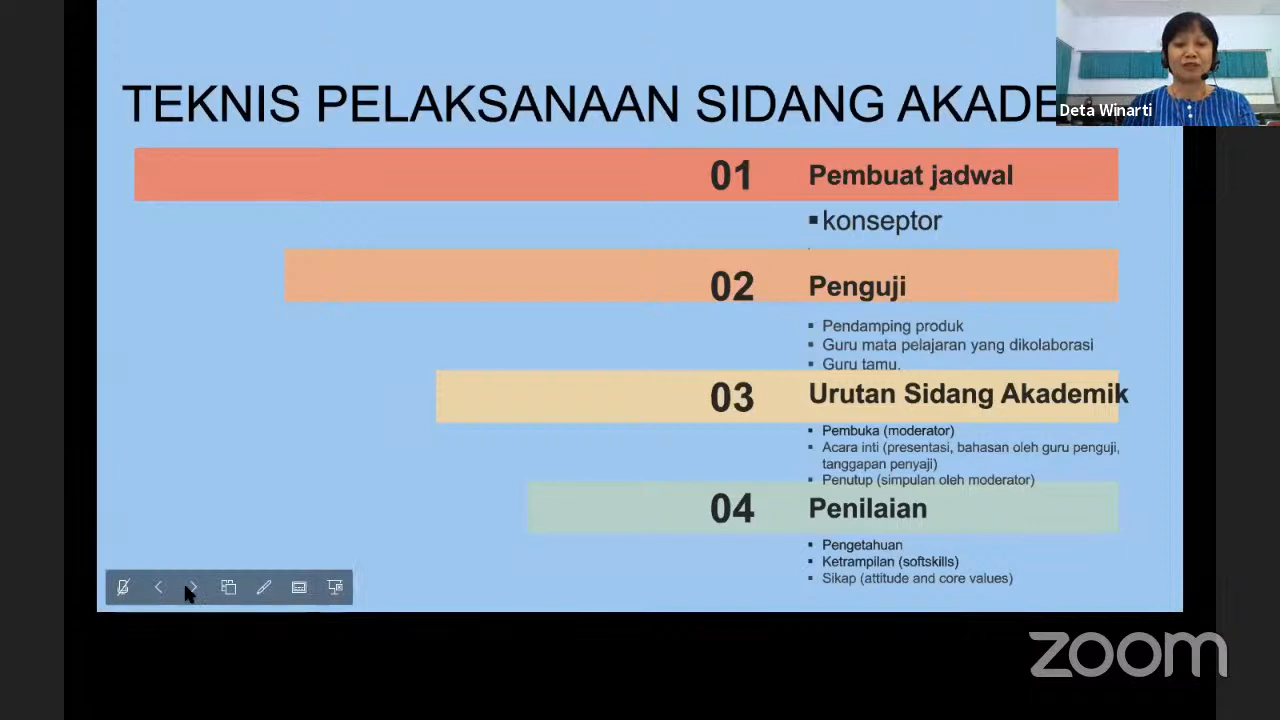 TEKNIS PELAKSANAAN SIDANG AKADE
Deta Winarti
01 Pembuat jadwal
▪ konseptor
02 Penguji
▪ Pendamping produk
▪ Guru mata pelajaran yang dikolaborasi
▪ Guru tamu.
03 Urutan Sidang Akademik
▪ Pembuka (moderator)
▪ Acara inti (presentasi, bahasan oleh guru penguji,
tanggapan penyaji)
▪ Penutup (simpulan oleh moderator)
04 Penilaian
▪ Pengetahuan
▪ Ketrampilan (softskills)
▪ Sikap (attitude and core values)
zoom